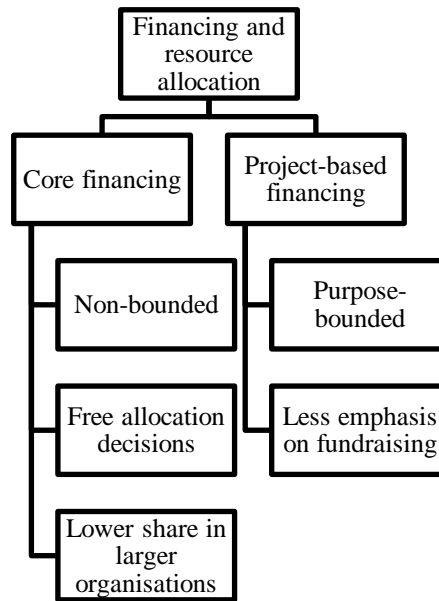 Financing and
resource
allocation
Core financing
Project-based
financing
Non-bounded
Purpose-
bounded
Free allocation
decisions
Less emphasis
on fundraising
Lower share in
larger
organisations